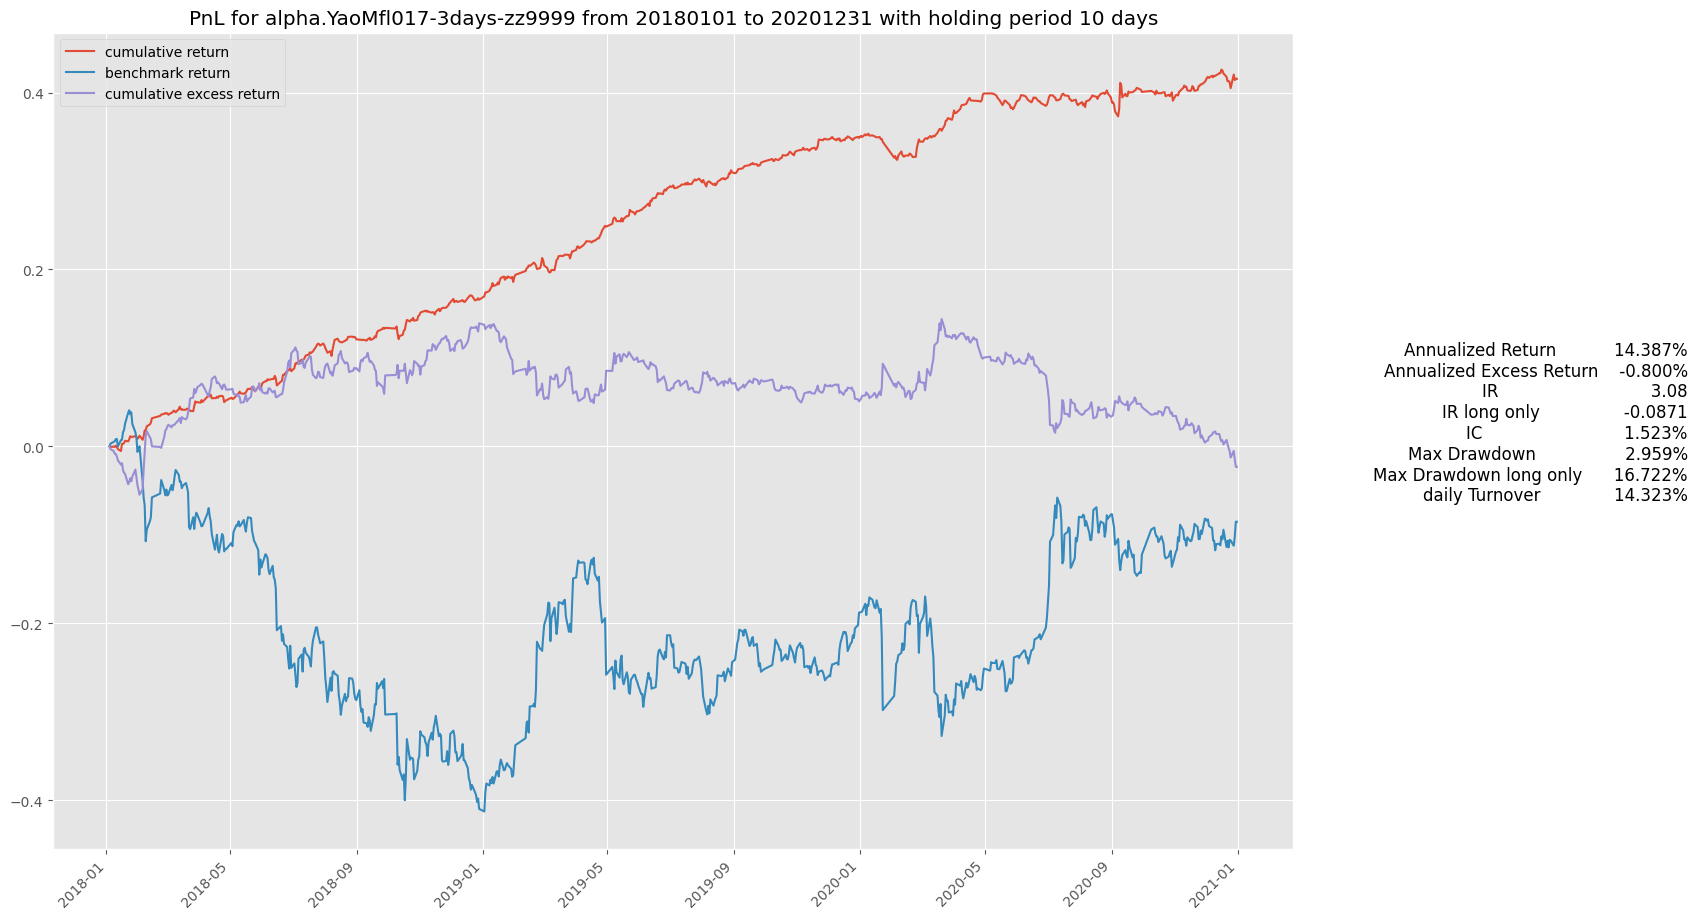 PnL for alpha.YaoMfl017-3days-zz9999 from 20180101 to 20201231 with holding period 10 days
cumulative return
benchmark return
cumulative excess return
0.4
0.2
0.0
−0.2
−0.4
2018-01
2018-05
2018-09
2019-01
2019-05
2019-09
2020-01
2020-05
2020-09
2021-01
Annualized Return 14.387%
Annualized Excess Return -0.800%
IR 3.08
IR long only -0.0871
IC 1.523%
Max Drawdown 2.959%
Max Drawdown long only 16.722%
daily Turnover 14.323%